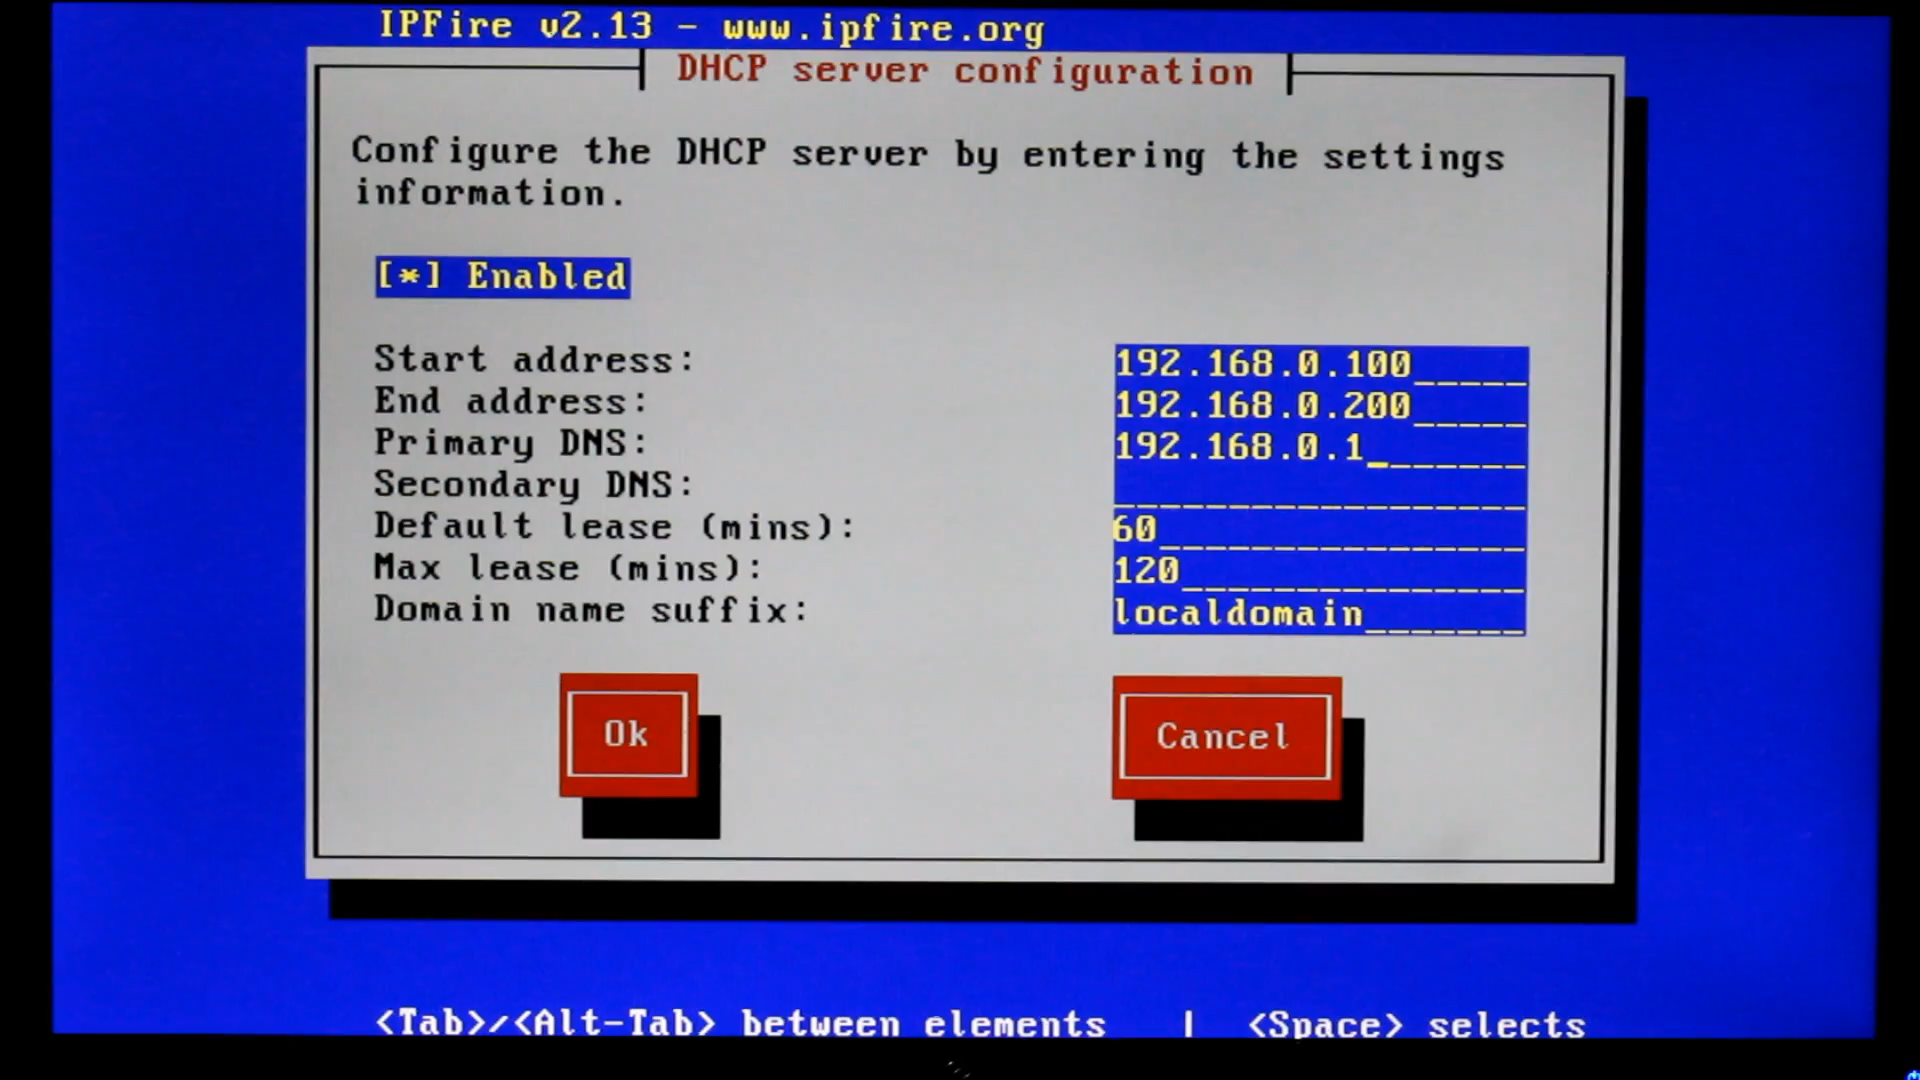 IPFire v2.13 - www.ipfire.org
DHCP server configuration
Configure the DHCP server by entering the settings
information.
[*] Enabled
Start address: 192.168.0.100
End address: 192.168.0.200
Primary DNS: 192.168.0.1
Secondary DNS:
Default lease (mins): 60
Max lease (mins): 120
Domain name suffix: localdomain
Ok Cancel
<Tab>/<Alt-Tab> between elements | <Space> selects